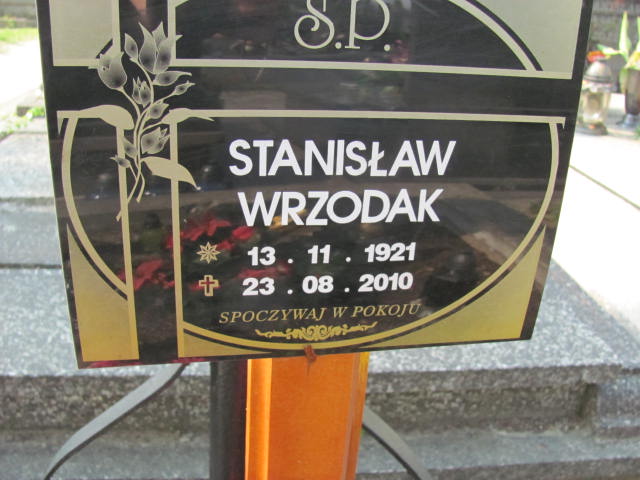 Ś.P.
STANISŁAW
WRZODAK
13 . 11 . 1921
23 . 08 . 2010
SPOCZYWAJ W POKOJU